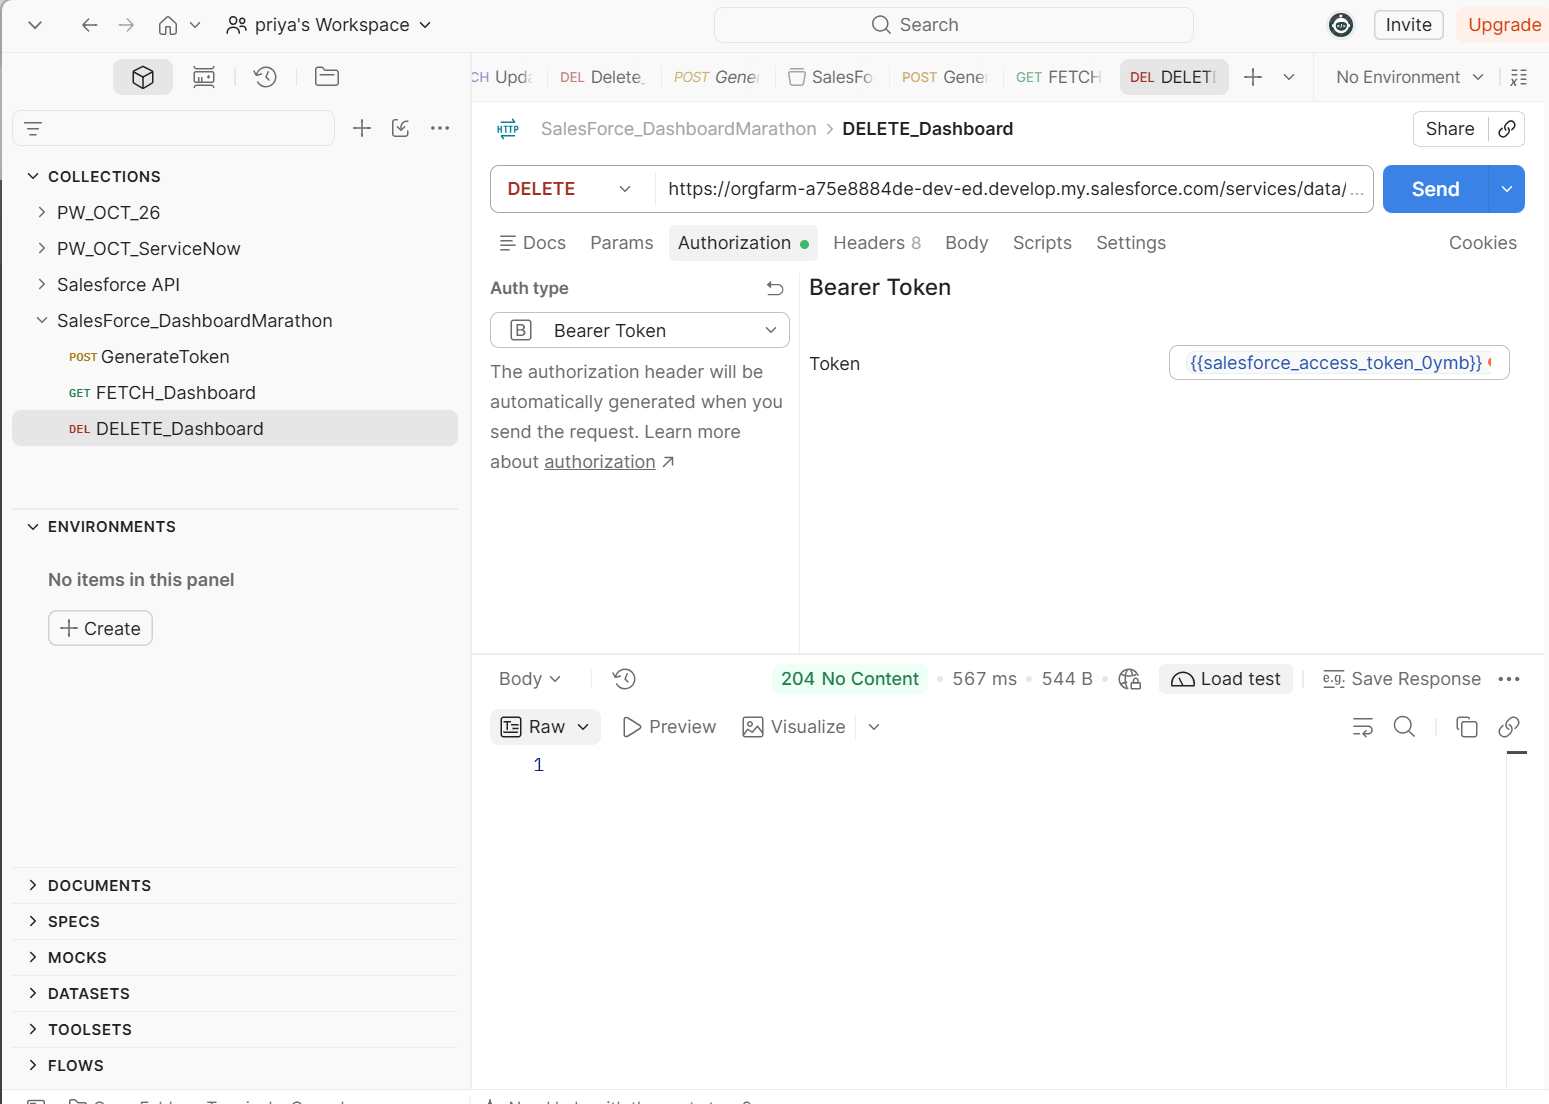 priya's Workspace
Search
Invite
Upgrade
CH Upda
DEL Delete_
POST Gener
SalesFo
POST Gene
GET FETCH
DEL DELET
No Environment
SalesForce_DashboardMarathon > DELETE_Dashboard
Share
DELETE
https://orgfarm-a75e8884de-dev-ed.develop.my.salesforce.com/services/data/ ...
Send
Docs
Params
Authorization
Headers 8
Body
Scripts
Settings
Cookies
COLLECTIONS
PW_OCT_26
PW_OCT_ServiceNow
Salesforce API
SalesForce_DashboardMarathon
POST GenerateToken
GET FETCH_Dashboard
DEL DELETE_Dashboard
ENVIRONMENTS
No items in this panel
Create
DOCUMENTS
SPECS
MOCKS
DATASETS
TOOLSETS
FLOWS
Auth type
B Bearer Token
The authorization header will be
automatically generated when you
send the request. Learn more
about authorization
Bearer Token
Token
{{salesforce_access_token_0ymb}}
Body
204 No Content
567 ms
544 B
Load test
e.g. Save Response
Raw
Preview
Visualize
1